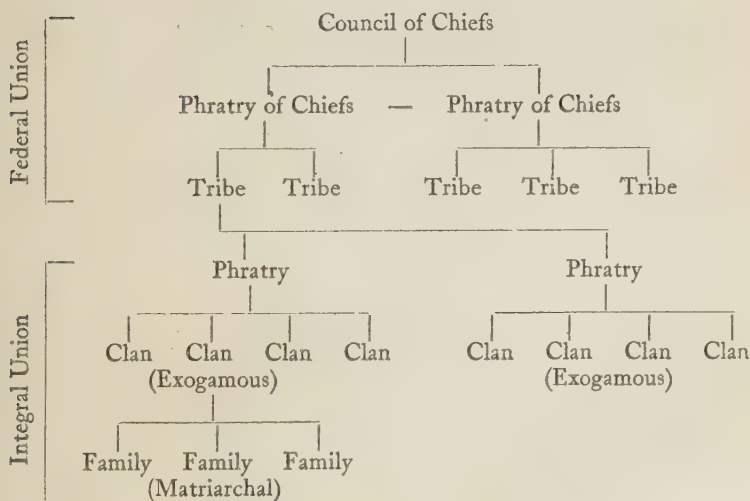 Federal Union
Council of Chiefs
Phratry of Chiefs — Phratry of Chiefs
Tribe Tribe Tribe Tribe Tribe
Integral Union
Phratry Phratry
Clan Clan Clan Clan Clan Clan Clan Clan
(Exogamous) (Exogamous)
Family Family Family
(Matriarchal)